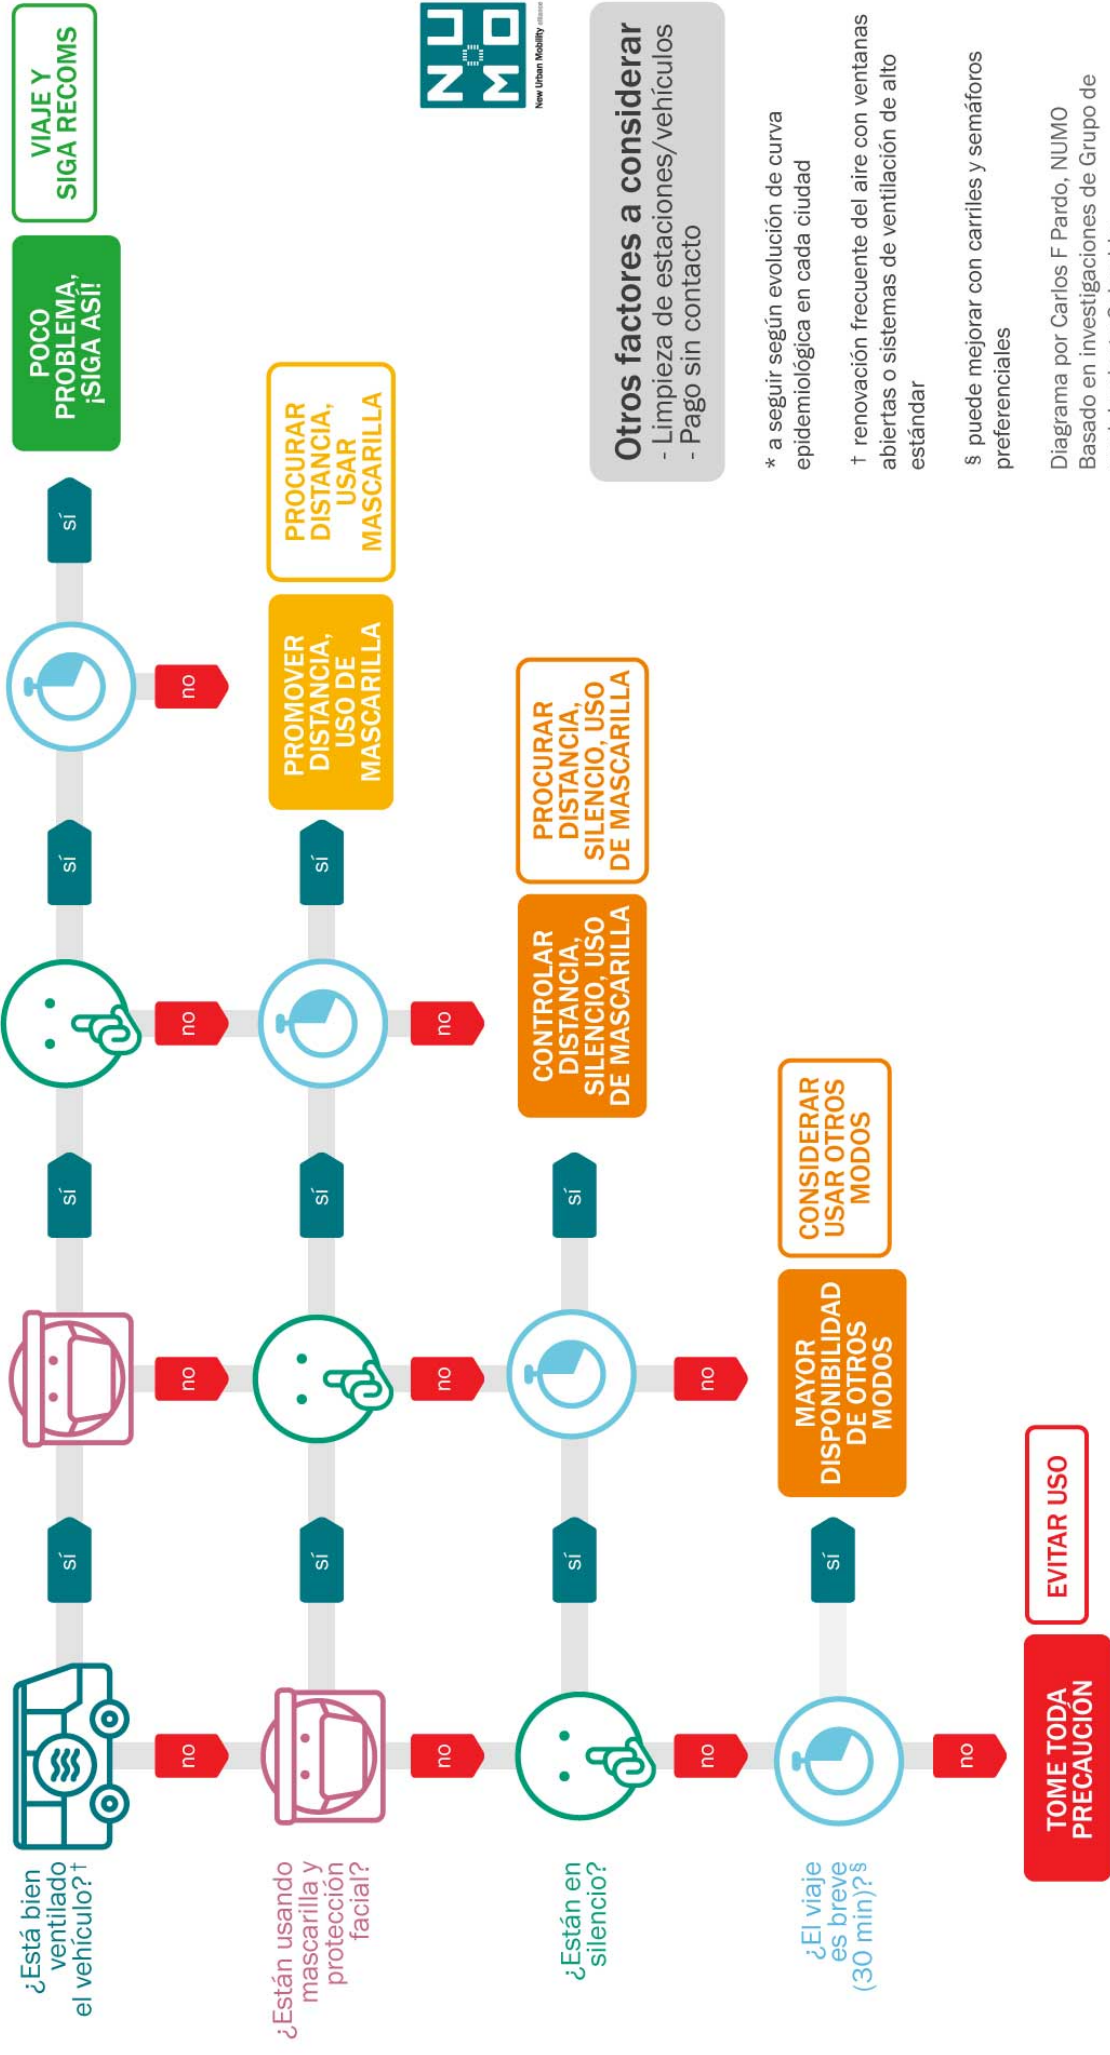 ¿Está bien
ventilado
el vehículo?†
sí
sí
sí
sí
POCO
PROBLEMA,
¡SIGA ASÍ!
VIAJE Y
SIGA RECOMS
no
no
no
no
¿Están usando
mascarilla y
protección
facial?
sí
sí
sí
PROMOVER
DISTANCIA,
USO DE
MASCARILLA
PROCURAR
DISTANCIA,
USAR
MASCARILLA
no
no
no
¿Están en
silencio?
sí
sí
CONTROLAR
DISTANCIA,
SILENCIO, USO
DE MASCARILLA
PROCURAR
DISTANCIA,
SILENCIO, USO
DE MASCARILLA
no
no
¿El viaje
es breve
(30 min)?§
sí
MAYOR
DISPONIBILIDAD
DE OTROS
MODOS
CONSIDERAR
USAR OTROS
MODOS
no
TOME TODA
PRECAUCIÓN
EVITAR USO
NUMO
New Urban Mobility alliance
Otros factores a considerar
- Limpieza de estaciones/vehículos
- Pago sin contacto
* a seguir según evolución de curva
epidemiológica en cada ciudad
† renovación frecuente del aire con ventanas
abiertas o sistemas de ventilación de alto
estándar
§ puede mejorar con carriles y semáforos
preferenciales
Diagrama por Carlos F Pardo, NUMO
Basado en investigaciones de Grupo de